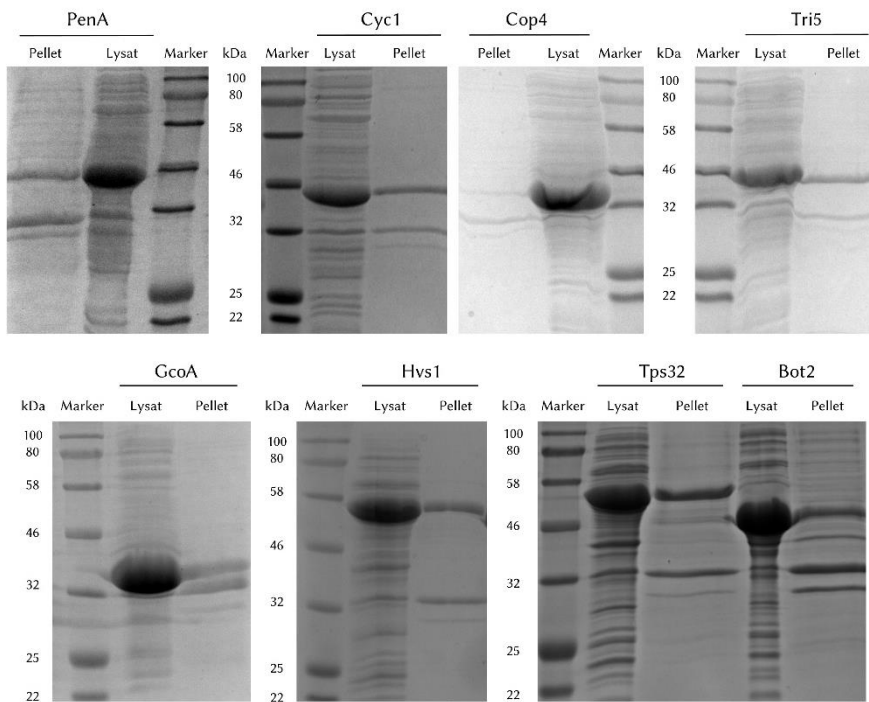 PenA Cyc1 Cop4 Tri5
Pellet Lysat Marker kDa Marker Lysat Pellet Pellet Lysat Marker kDa Marker Lysat Pellet
100 100
80 80
58 58
46 46
32 32
25 25
22 22
GcoA Hvs1 Tps32 Bot2
kDa Marker Lysat Pellet kDa Marker Lysat Pellet kDa Marker Lysat Pellet Lysat Pellet
100 100 100
80 80 80
58 58 58
46 46 46
32 32 32
25 25 25
22 22 22